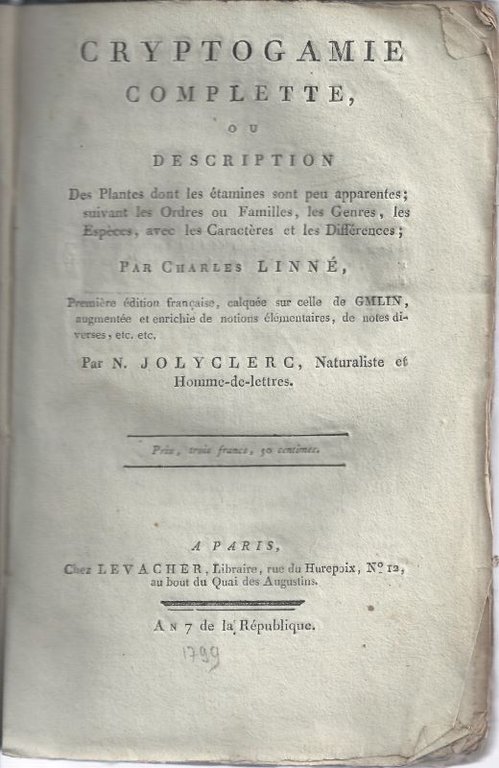 CRYPTOGAMIE
COMPLETTE,
OU
DESCRIPTION
Des Plantes dont les étamines sont peu apparentes;
suivant les Ordres ou Familles, les Genres, les
Espèces, avec les Caractères et les Différences;
PAR CHARLES LINNÉ,
Première édition française, calquée sur celle de GMLIN,
augmentée et enrichie de notions élémentaires, de notes di-
verses, etc. etc.
Par N. JOLYCLERC, Naturaliste et
Homme-de-lettres.
Prix, trois francs, 50 centimes.
A PARIS,
Chez LEVACHER, Libraire, rue du Hurepoix, N.º 12,
au bout du Quai des Augustins.
AN 7 de la République.
1799